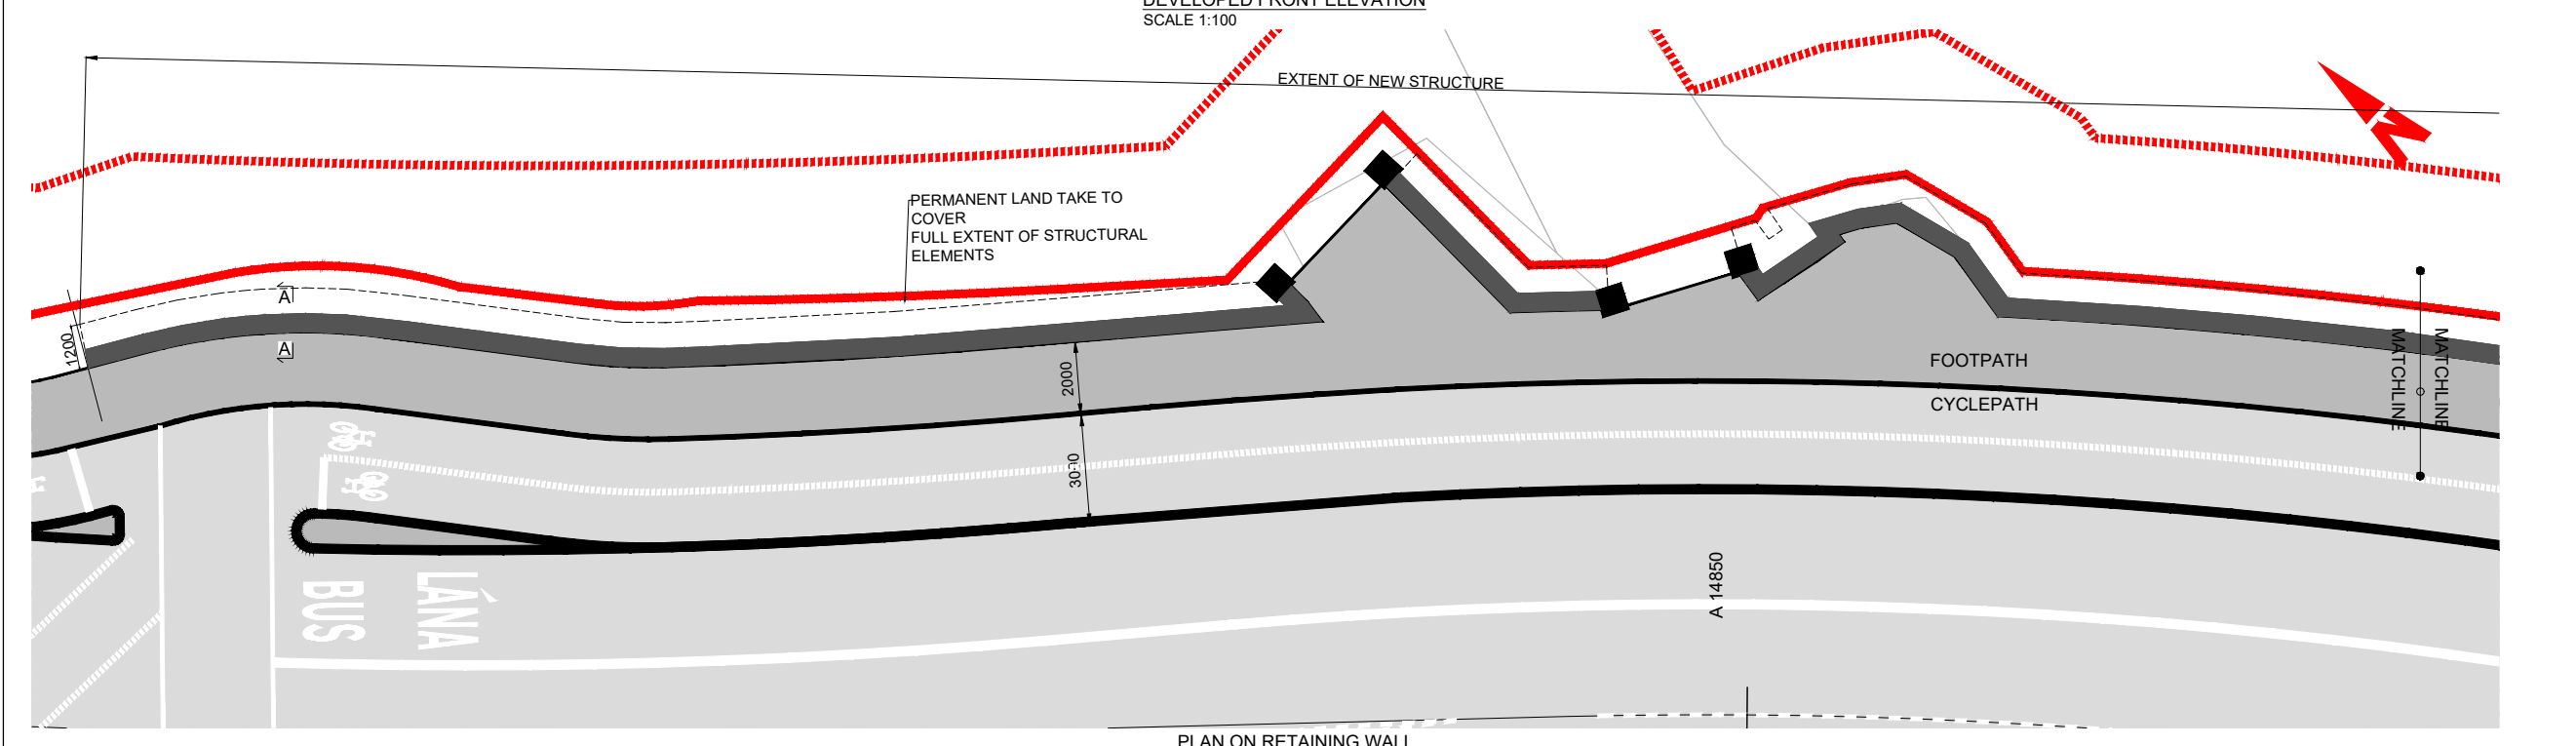 DEVELOPED FRONT ELEVATION
SCALE 1:100
EXTENT OF NEW STRUCTURE
N
PERMANENT LAND TAKE TO
COVER
FULL EXTENT OF STRUCTURAL
ELEMENTS
A
A
1200
2000
3000
FOOTPATH
CYCLEPATH
MATCHLINE
MATCHLINE
LÁNA
BUS
A 14850
PLAN ON RETAINING WALL